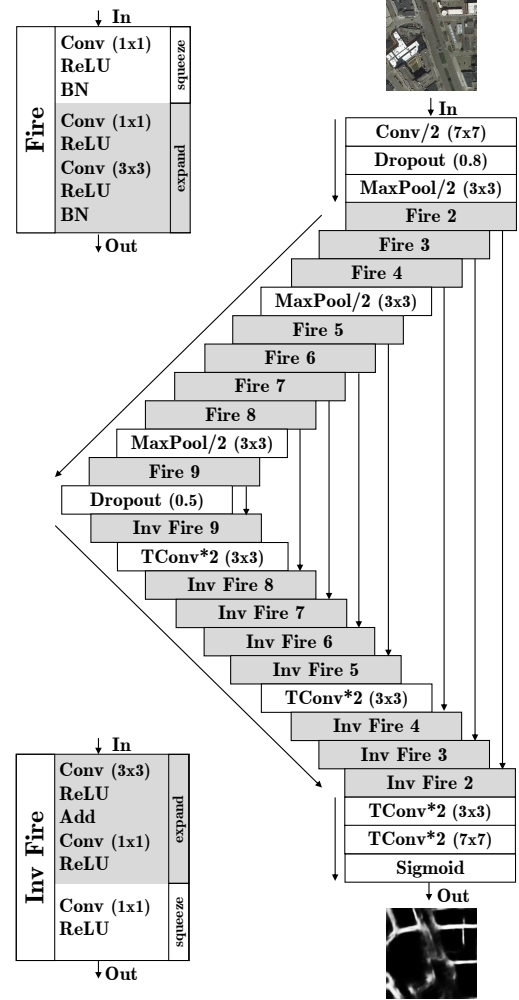 In
Fire
Conv (1x1)
ReLU
BN
squeeze
Conv (1x1)
ReLU
Conv (3x3)
ReLU
BN
expand
Out
In
Conv/2 (7x7)
Dropout (0.8)
MaxPool/2 (3x3)
Fire 2
Fire 3
Fire 4
MaxPool/2 (3x3)
Fire 5
Fire 6
Fire 7
Fire 8
MaxPool/2 (3x3)
Fire 9
Dropout (0.5)
Inv Fire 9
TConv*2 (3x3)
Inv Fire 8
Inv Fire 7
Inv Fire 6
Inv Fire 5
TConv*2 (3x3)
Inv Fire 4
Inv Fire 3
Inv Fire 2
TConv*2 (3x3)
TConv*2 (7x7)
Sigmoid
Out
In
Inv Fire
Conv (3x3)
ReLU
Add
Conv (1x1)
ReLU
expand
Conv (1x1)
ReLU
squeeze
Out